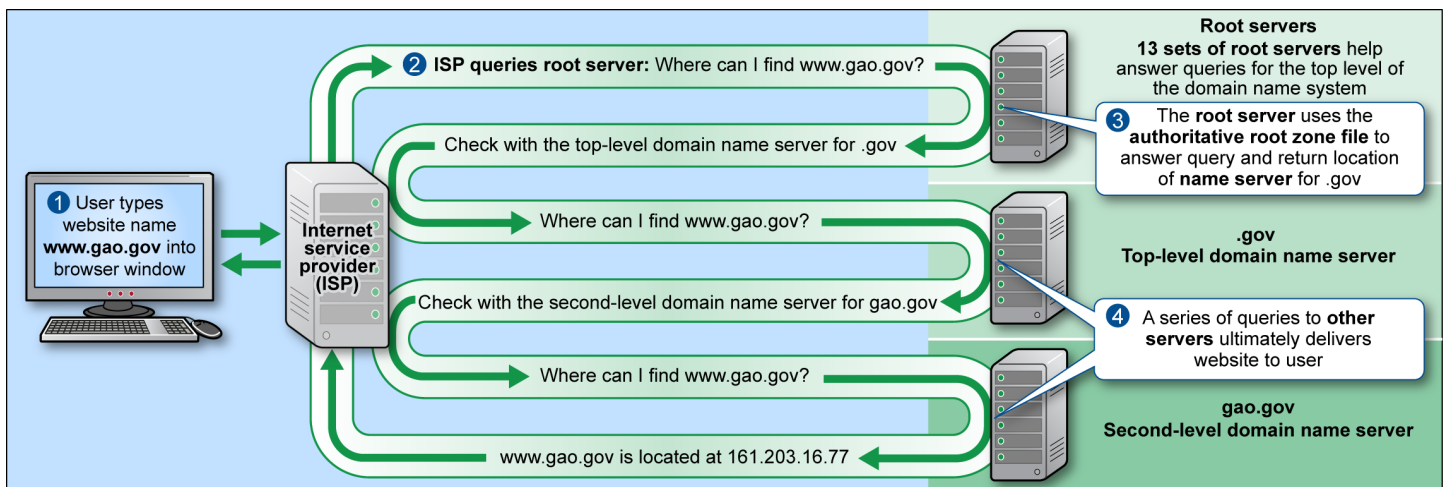 1 User types
website name
www.gao.gov into
browser window
Internet
service
provider
(ISP)
2 ISP queries root server: Where can I find www.gao.gov?
Check with the top-level domain name server for .gov
Where can I find www.gao.gov?
Check with the second-level domain name server for gao.gov
Where can I find www.gao.gov?
www.gao.gov is located at 161.203.16.77
Root servers
13 sets of root servers help
answer queries for the top level of
the domain name system
3 The root server uses the
authoritative root zone file to
answer query and return location
of name server for .gov
.gov
Top-level domain name server
4 A series of queries to other
servers ultimately delivers
website to user
gao.gov
Second-level domain name server